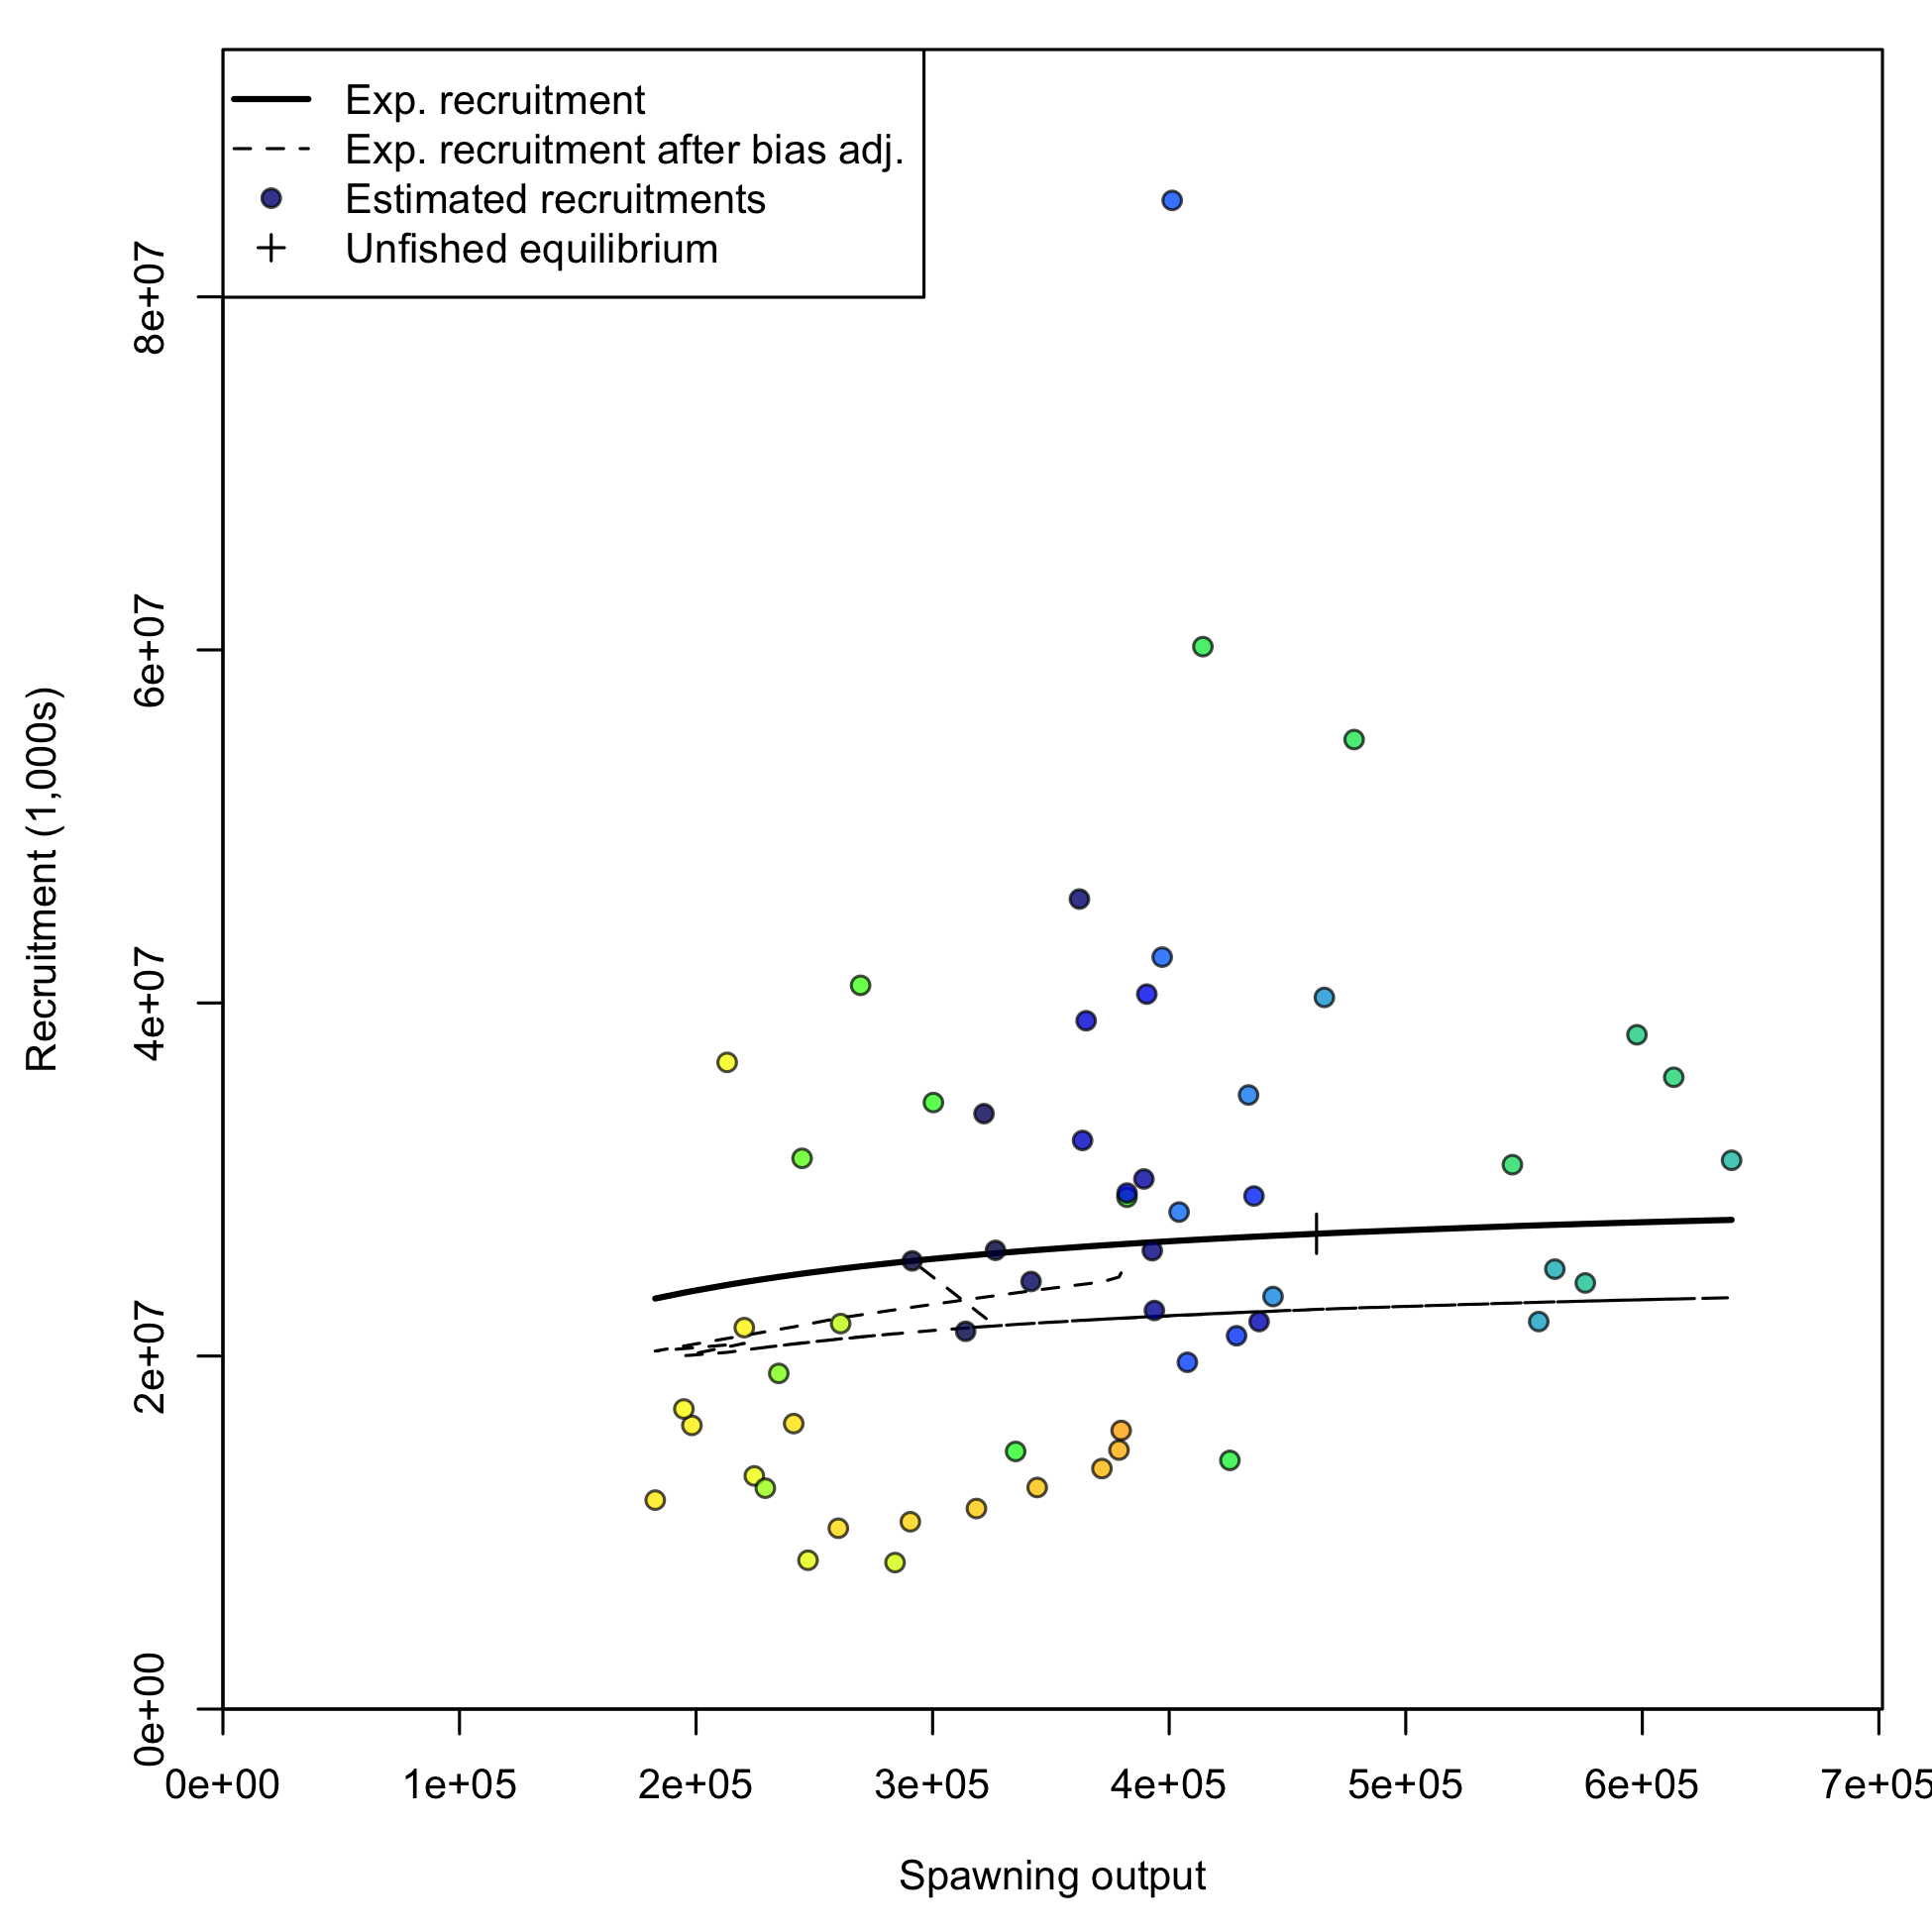 Exp. recruitment
Exp. recruitment after bias adj.
Estimated recruitments
Unfished equilibrium
Recruitment (1,000s)
8e+07
6e+07
4e+07
2e+07
0e+00
0e+00 1e+05 2e+05 3e+05 4e+05 5e+05 6e+05 7e+05
Spawning output